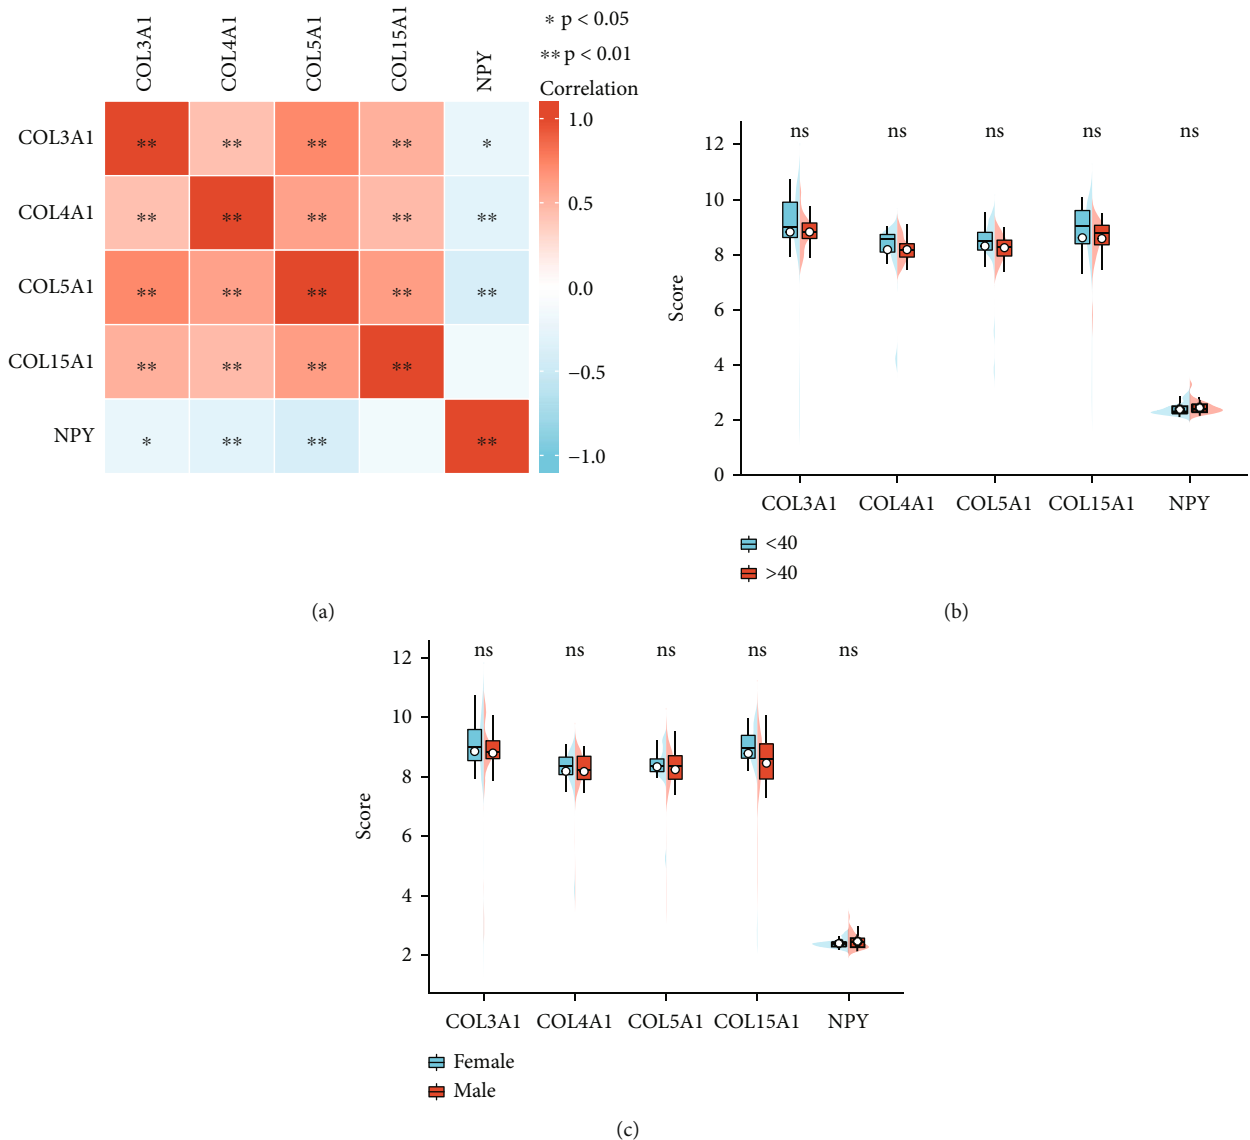 COL3A1
COL4A1
COL5A1
COL15A1
NPY
* p < 0.05
** p < 0.01
Correlation
COL3A1 ** ** ** ** *
COL4A1 ** ** ** ** **
COL5A1 ** ** ** ** **
COL15A1 ** ** ** **
NPY * ** ** **
1.0
0.5
0.0
−0.5
−1.0
(a)
ns ns ns ns ns
12
10
8
6
4
2
0
Score
COL3A1 COL4A1 COL5A1 COL15A1 NPY
<40
>40
(b)
ns ns ns ns ns
12
10
8
6
4
2
Score
COL3A1 COL4A1 COL5A1 COL15A1 NPY
Female
Male
(c)